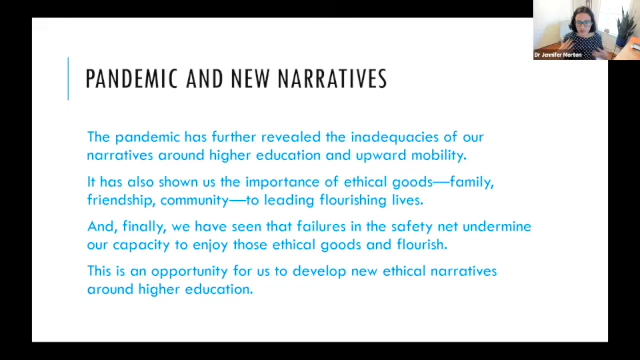 Dr Jennifer Morton
PANDEMIC AND NEW NARRATIVES
The pandemic has further revealed the inadequacies of our
narratives around higher education and upward mobility.
It has also shown us the importance of ethical goods—family,
friendship, community—to leading flourishing lives.
And, finally, we have seen that failures in the safety net undermine
our capacity to enjoy those ethical goods and flourish.
This is an opportunity for us to develop new ethical narratives
around higher education.